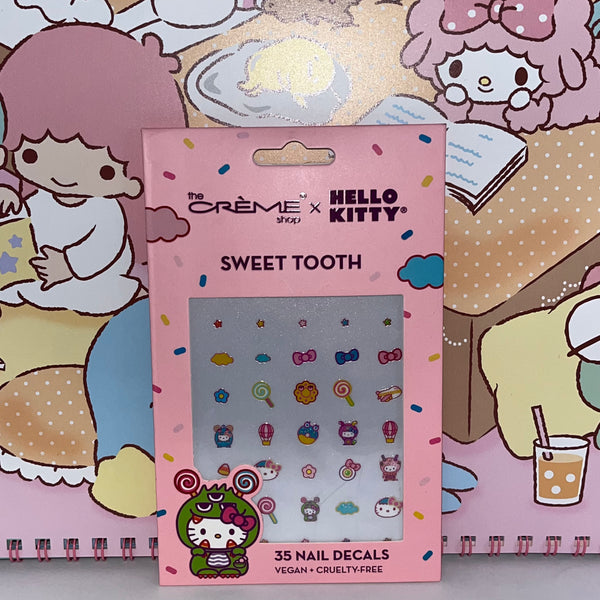 the
CRÈME
shop
x
HELLO
KITTY®
SWEET TOOTH
35 NAIL DECALS
VEGAN + CRUELTY-FREE